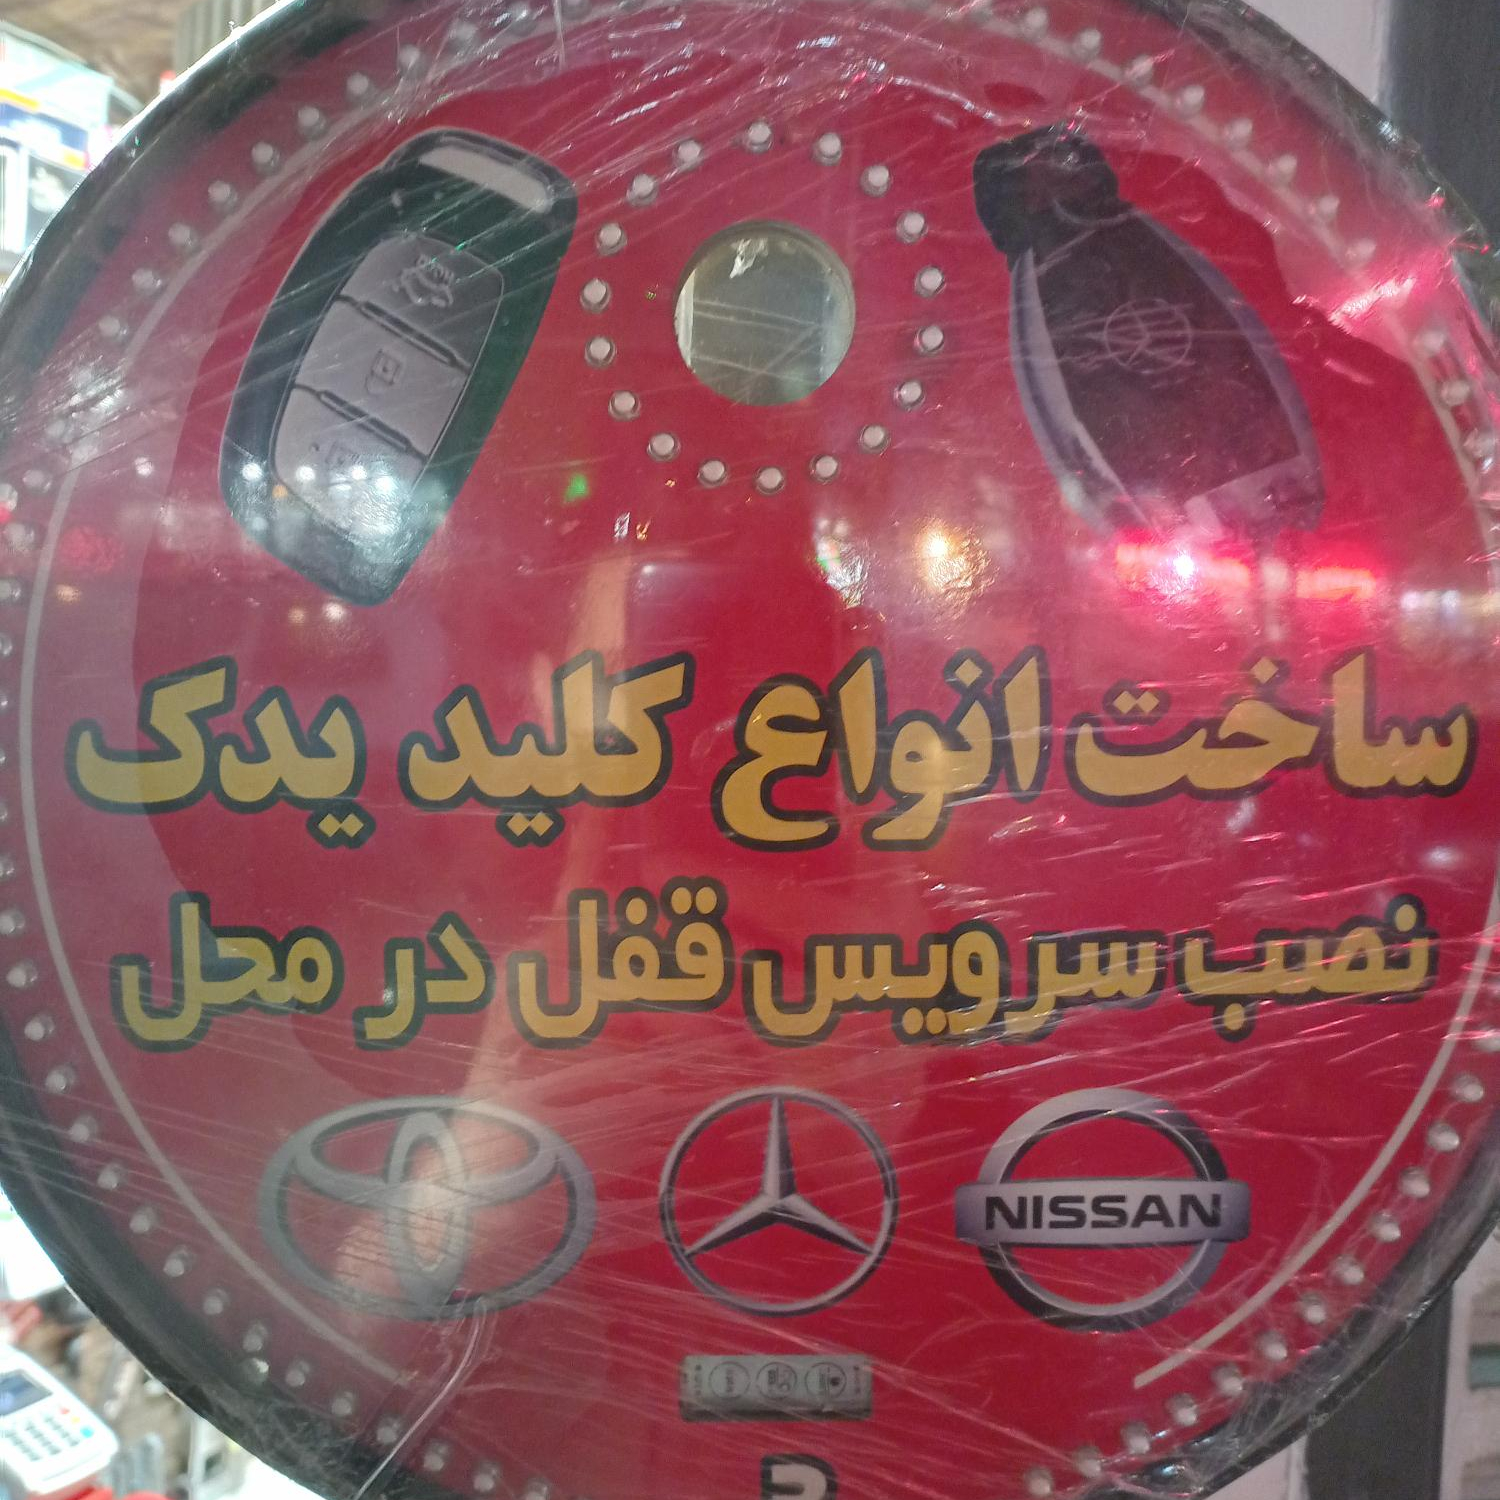 ساخت انواع کلید یدک
نصب سرویس قفل در محل
NISSAN